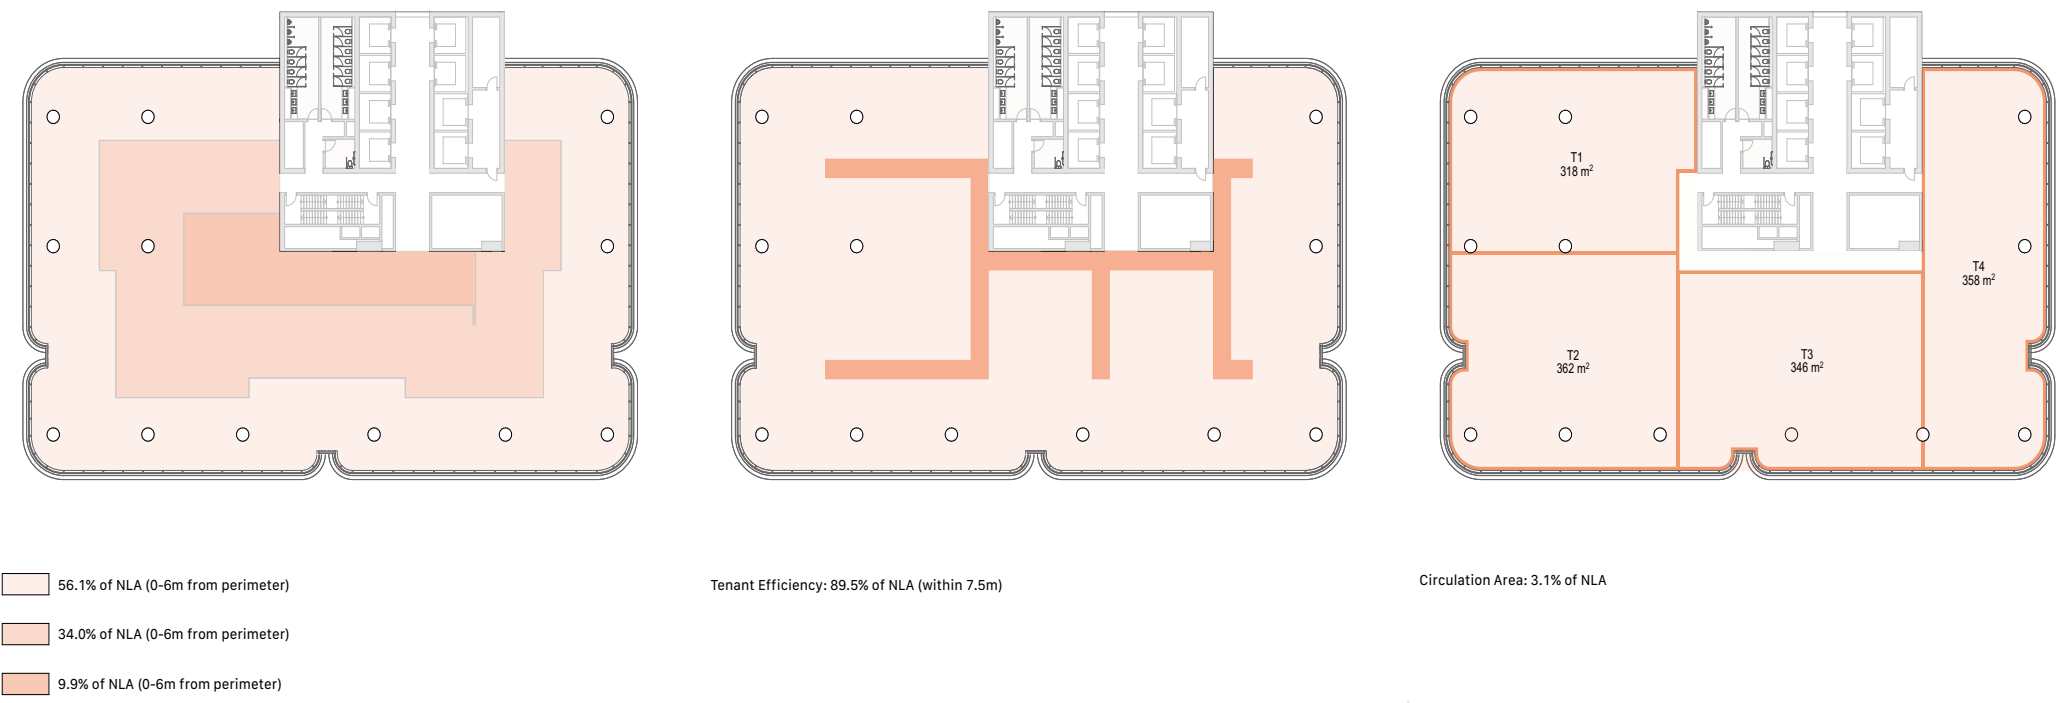 T1
318 m²
T2
362 m²
T3
346 m²
T4
358 m²
56.1% of NLA (0-6m from perimeter)
34.0% of NLA (0-6m from perimeter)
9.9% of NLA (0-6m from perimeter)
Tenant Efficiency: 89.5% of NLA (within 7.5m)
Circulation Area: 3.1% of NLA